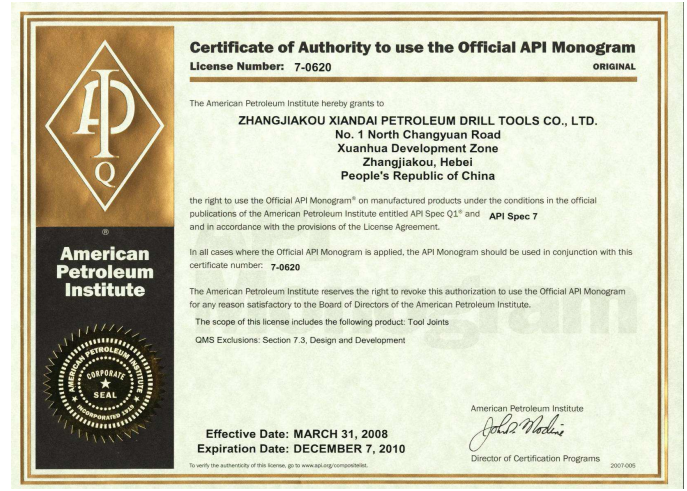 API
Q
®
American
Petroleum
Institute
AMERICAN PETROLEUM INSTITUTE
CORPORATE
SEAL
INCORPORATED 1919
Certificate of Authority to use the Official API Monogram
License Number: 7-0620
ORIGINAL
The American Petroleum Institute hereby grants to
ZHANGJIAKOU XIANDAI PETROLEUM DRILL TOOLS CO., LTD.
No. 1 North Changyuan Road
Xuanhua Development Zone
Zhangjiakou, Hebei
People's Republic of China
the right to use the Official API Monogram® on manufactured products under the conditions in the official
publications of the American Petroleum Institute entitled API Spec Q1® and API Spec 7
and in accordance with the provisions of the License Agreement.
In all cases where the Official API Monogram is applied, the API Monogram should be used in conjunction with this
certificate number: 7-0620
The American Petroleum Institute reserves the right to revoke this authorization to use the Official API Monogram
for any reason satisfactory to the Board of Directors of the American Petroleum Institute.
The scope of this license includes the following product: Tool Joints
QMS Exclusions: Section 7.3, Design and Development
Effective Date: MARCH 31, 2008
Expiration Date: DECEMBER 7, 2010
To verify the authenticity of this license, go to www.api.org/compositelist.
American Petroleum Institute
Director of Certification Programs
2007-005